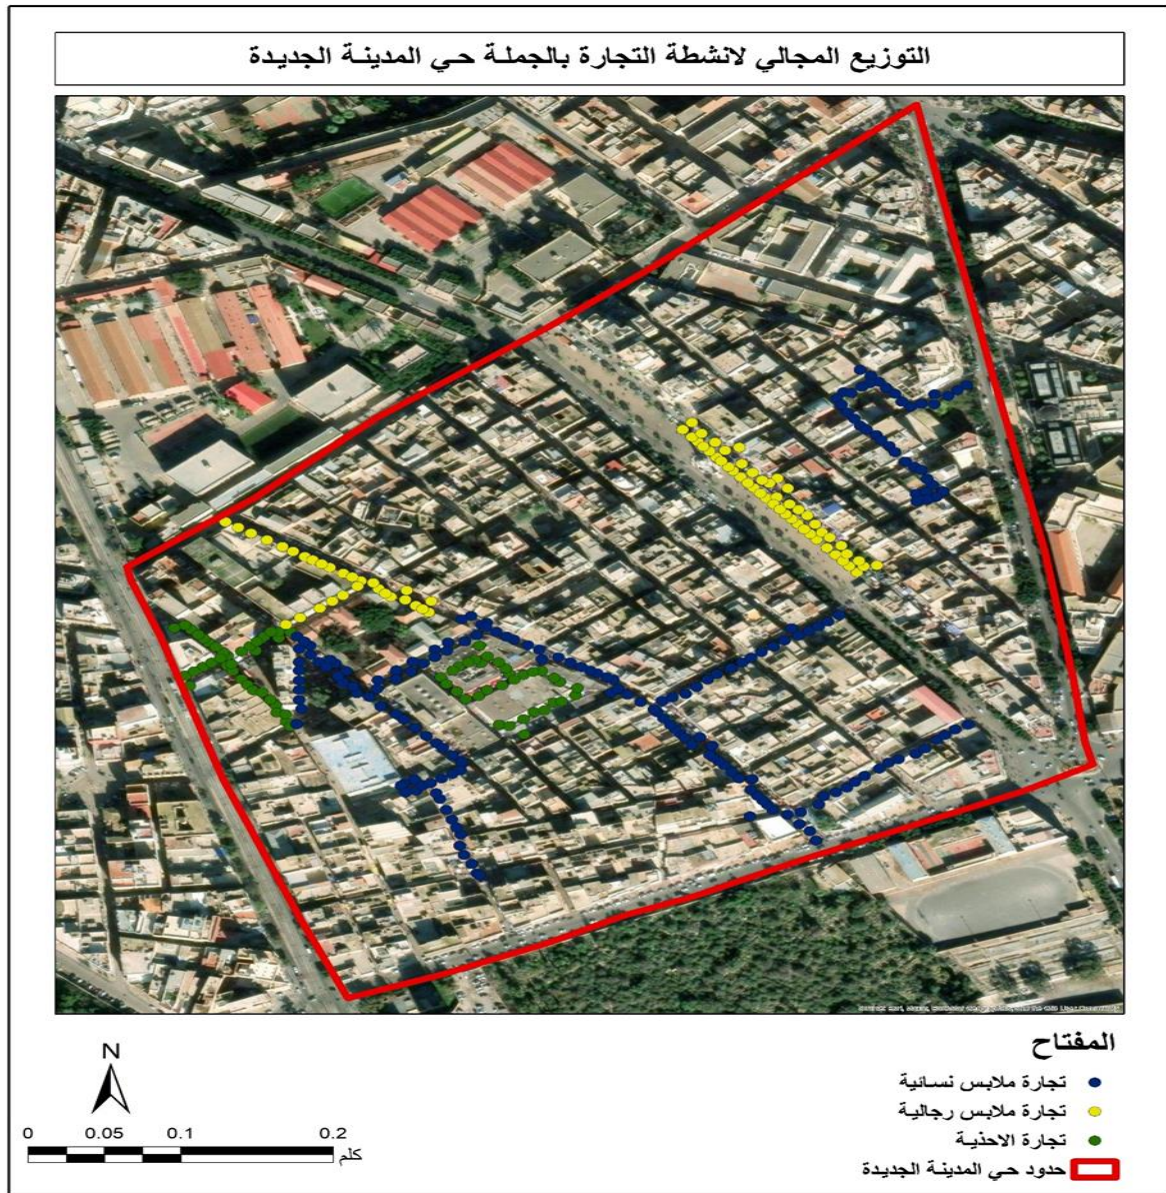 التوزيع المجالي لانشطة التجارة بالجملة حي المدينة الجديدة
المفتاح
تجارة ملابس نسائية
تجارة ملابس رجالية
تجارة الاحذية
حدود حي المدينة الجديدة
N
0 0.05 0.1 0.2
كلم